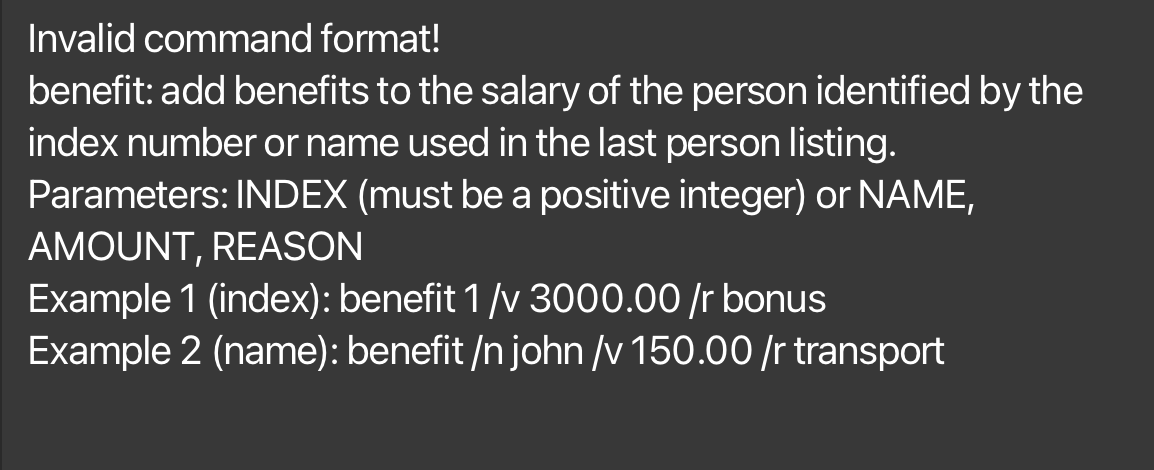 Invalid command format!
benefit: add benefits to the salary of the person identified by the
index number or name used in the last person listing.
Parameters: INDEX (must be a positive integer) or NAME,
AMOUNT, REASON
Example 1 (index): benefit 1 /v 3000.00 /r bonus
Example 2 (name): benefit /n john /v 150.00 /r transport